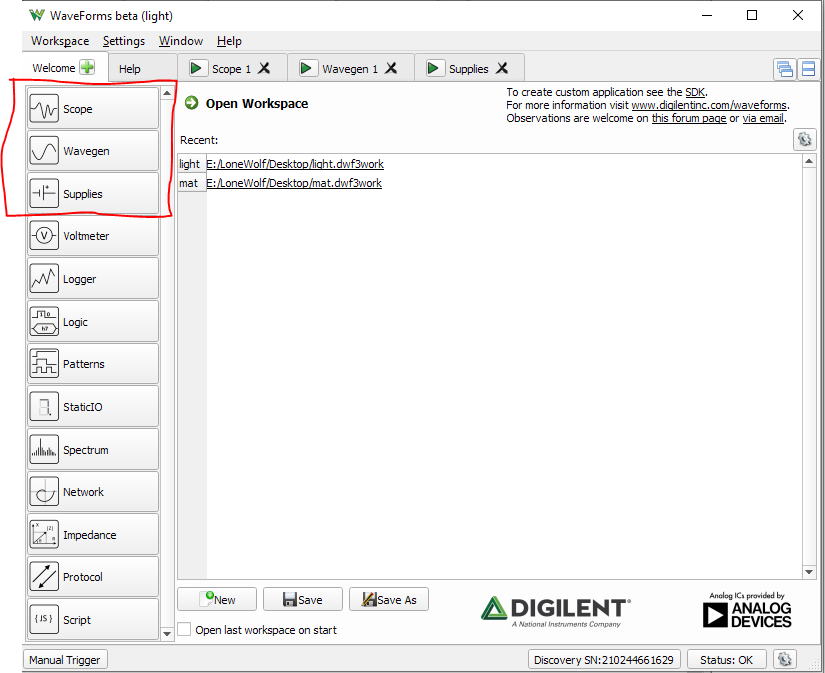 WaveForms beta (light)
Workspace Settings Window Help
Welcome Help Scope 1 Wavegen 1 Supplies
Scope
Wavegen
Supplies
Voltmeter
Logger
Logic
Patterns
StaticIO
Spectrum
Network
Impedance
Protocol
{JS} Script
Open Workspace
To create custom application see the SDK.
For more information visit www.digilentinc.com/waveforms.
Observations are welcome on this forum page or via email.
Recent:
light E:/LoneWolf/Desktop/light.dwf3work
mat E:/LoneWolf/Desktop/mat.dwf3work
New Save Save As
Open last workspace on start
DIGILENT
A National Instruments Company
Analog ICs provided by
ANALOG
DEVICES
Manual Trigger Discovery SN:210244661629 Status: OK